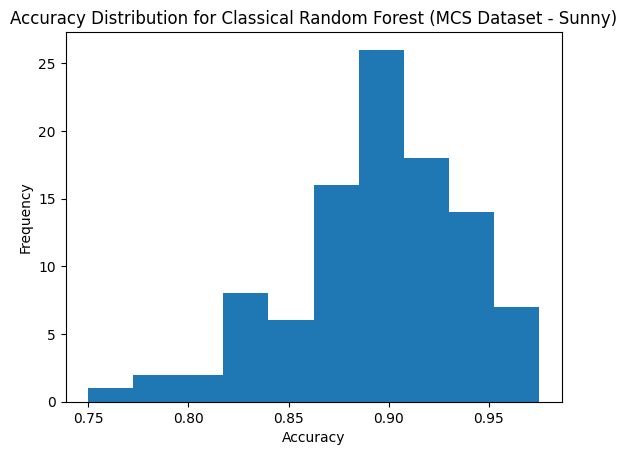 Accuracy Distribution for Classical Random Forest (MCS Dataset - Sunny)
25
20
15
10
5
0
Frequency
0.75 0.80 0.85 0.90 0.95
Accuracy